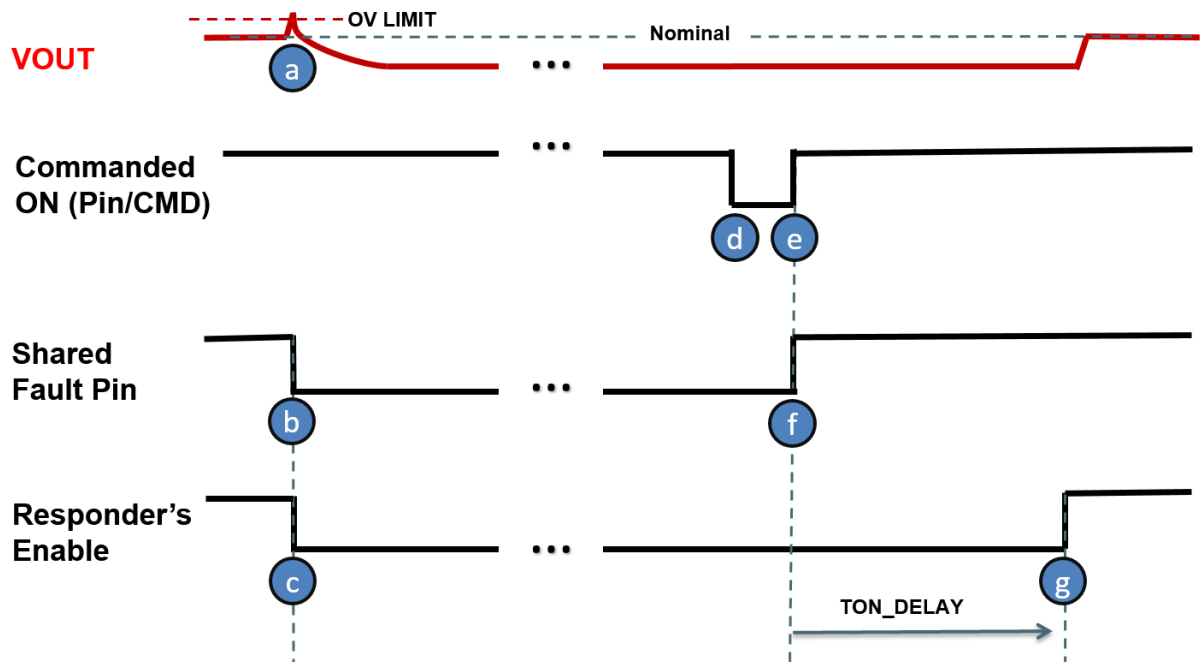 OV LIMIT
Nominal
VOUT
a
...
Commanded
ON (Pin/CMD)
...
d
e
Shared
Fault Pin
...
b
f
Responder's
Enable
...
c
g
TON_DELAY